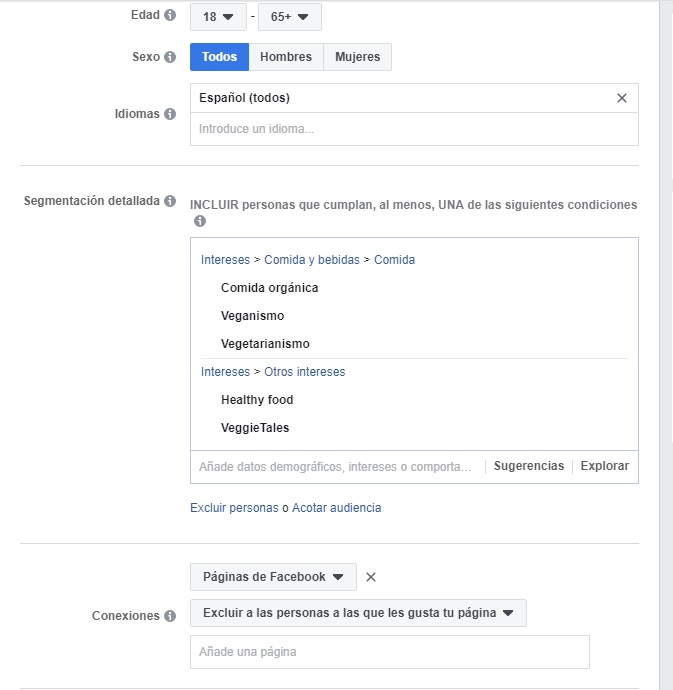 Edad 18 - 65+
Sexo Todos Hombres Mujeres
Español (todos)
Idiomas
Introduce un idioma...
Segmentación detallada INCLUIR personas que cumplan, al menos, UNA de las siguientes condiciones
Intereses > Comida y bebidas > Comida
Comida orgánica
Veganismo
Vegetarianismo
Intereses > Otros intereses
Healthy food
VeggieTales
Añade datos demográficos, intereses o comporta... Sugerencias Explorar
Excluir personas o Acotar audiencia
Páginas de Facebook
Conexiones Excluir a las personas a las que les gusta tu página
Añade una página